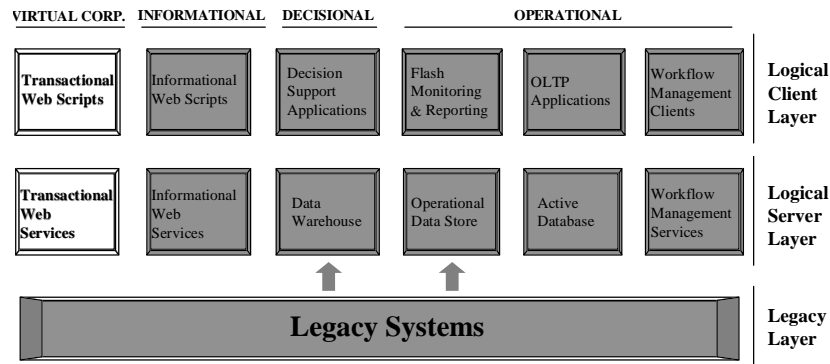 VIRTUAL CORP. INFORMATIONAL DECISIONAL OPERATIONAL
Transactional
Web Scripts
Informational
Web Scripts
Decision
Support
Applications
Flash
Monitoring
& Reporting
OLTP
Applications
Workflow
Management
Clients
Logical
Client
Layer
Transactional
Web
Services
Informational
Web
Services
Data
Warehouse
Operational
Data Store
Active
Database
Workflow
Management
Services
Logical
Server
Layer
Legacy Systems
Legacy
Layer